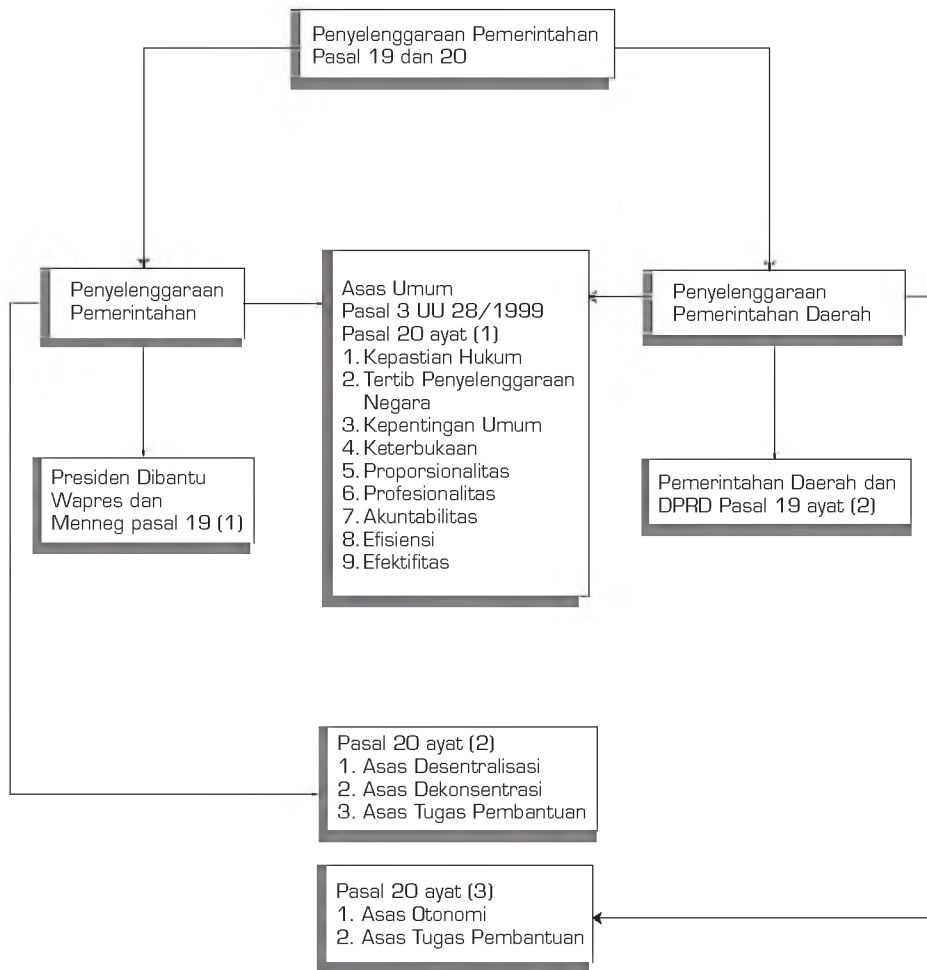 Penyelenggaraan Pemerintahan
Pasal 19 dan 20
Penyelenggaraan
Pemerintahan
Asas Umum
Pasal 3 UU 28/1999
Pasal 20 ayat (1)
1. Kepastian Hukum
2. Tertib Penyelenggaraan
Negara
3. Kepentingan Umum
4. Keterbukaan
5. Proporsionalitas
6. Profesionalitas
7. Akuntabilitas
8. Efisiensi
9. Efektifitas
Penyelenggaraan
Pemerintahan Daerah
Presiden Dibantu
Wapres dan
Menneg pasal 19 (1)
Pemerintahan Daerah dan
DPRD Pasal 19 ayat (2)
Pasal 20 ayat (2)
1. Asas Desentralisasi
2. Asas Dekonsentrasi
3. Asas Tugas Pembantuan
Pasal 20 ayat (3)
1. Asas Otonomi
2. Asas Tugas Pembantuan